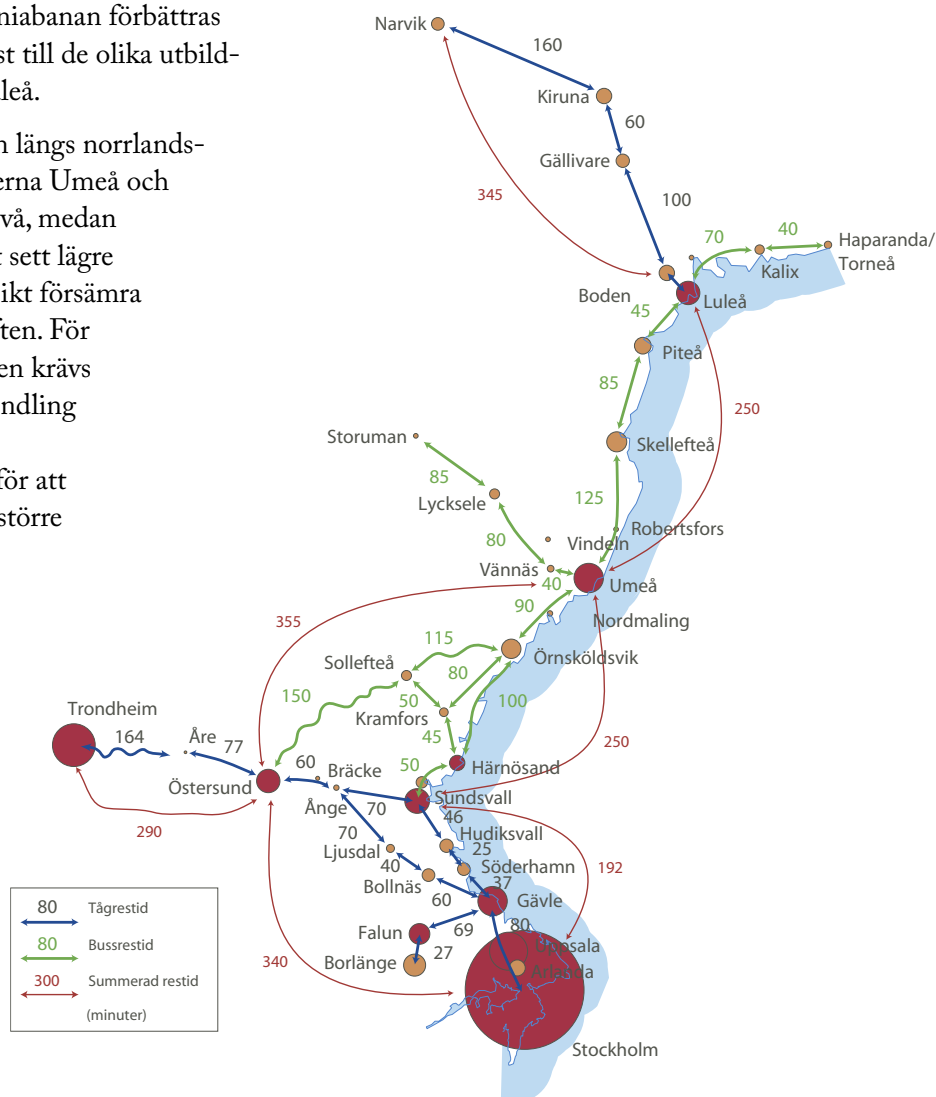 niabanan förbättras
st till de olika utbild-
leå.
n längs norrlands-
erna Umeå och
vå, medan
t sett lägre
ikt försämra
ften. För
en krävs
ndling
för att
större
Narvik
160
Kiruna
60
Gällivare
345
100
70
40
Haparanda/
Torneå
Kalix
Boden
Luleå
45
Piteå
85
250
Skellefteå
Storuman
85
Lycksele
125
Robertsfors
80
Vindeln
Vännäs
40
Umeå
90
Nordmaling
355
115
Örnsköldsvik
Sollefteå
80
150
50
100
Kramfors
Trondheim
45
164
Åre
77
250
60
Bräcke
50
Härnösand
Östersund
Ånge
70
Sundsvall
46
290
70
Hudiksvall
Ljusdal
25
40
Söderhamn
192
Bollnäs
37
60
Gävle
80
Tågrestid
69
80
Falun
Uppsala
80
Bussrestid
27
Borlänge
Arlanda
340
300
Summerad restid
(minuter)
Stockholm